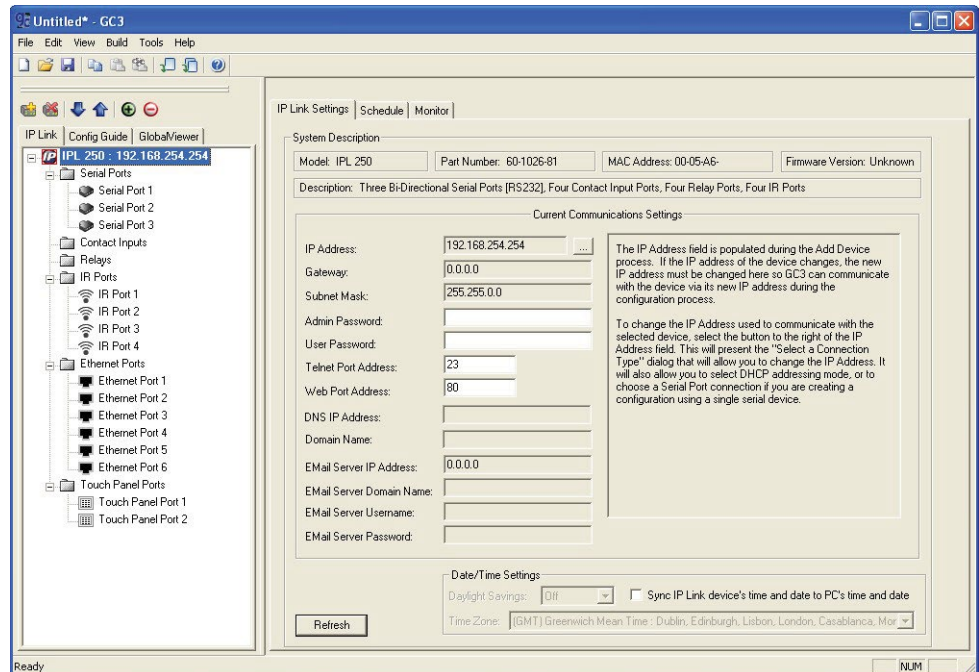 Untitled* - GC3
File Edit View Build Tools Help
IP Link Config Guide GlobalViewer
IPL 250 : 192.168.254.254
Serial Ports
Serial Port 1
Serial Port 2
Serial Port 3
Contact Inputs
Relays
IR Ports
IR Port 1
IR Port 2
IR Port 3
IR Port 4
Ethernet Ports
Ethernet Port 1
Ethernet Port 2
Ethernet Port 3
Ethernet Port 4
Ethernet Port 5
Ethernet Port 6
Touch Panel Ports
Touch Panel Port 1
Touch Panel Port 2
IP Link Settings Schedule Monitor
System Description
Model: IPL 250 Part Number: 60-1026-81 MAC Address: 00-05-A6- Firmware Version: Unknown
Description: Three Bi-Directional Serial Ports [RS232], Four Contact Input Ports, Four Relay Ports, Four IR Ports
Current Communications Settings
IP Address: 192.168.254.254 ...
Gateway: 0.0.0.0
Subnet Mask: 255.255.0.0
Admin Password:
User Password:
Telnet Port Address: 23
Web Port Address: 80
DNS IP Address:
Domain Name:
EMail Server IP Address: 0.0.0.0
EMail Server Domain Name:
EMail Server Username:
EMail Server Password:
The IP Address field is populated during the Add Device
process. If the IP address of the device changes, the new
IP address must be changed here so GC3 can communicate
with the device via its new IP address during the
configuration process.
To change the IP Address used to communicate with the
selected device, select the button to the right of the IP
Address field. This will present the "Select a Connection
Type" dialog that will allow you to change the IP Address. It
will also allow you to select DHCP addressing mode, or to
choose a Serial Port connection if you are creating a
configuration using a single serial device.
Date/Time Settings
Daylight Savings: Off Sync IP Link device's time and date to PC's time and date
Time Zone: (GMT) Greenwich Mean Time : Dublin, Edinburgh, Lisbon, London, Casablanca, Mor
Refresh
Ready NUM